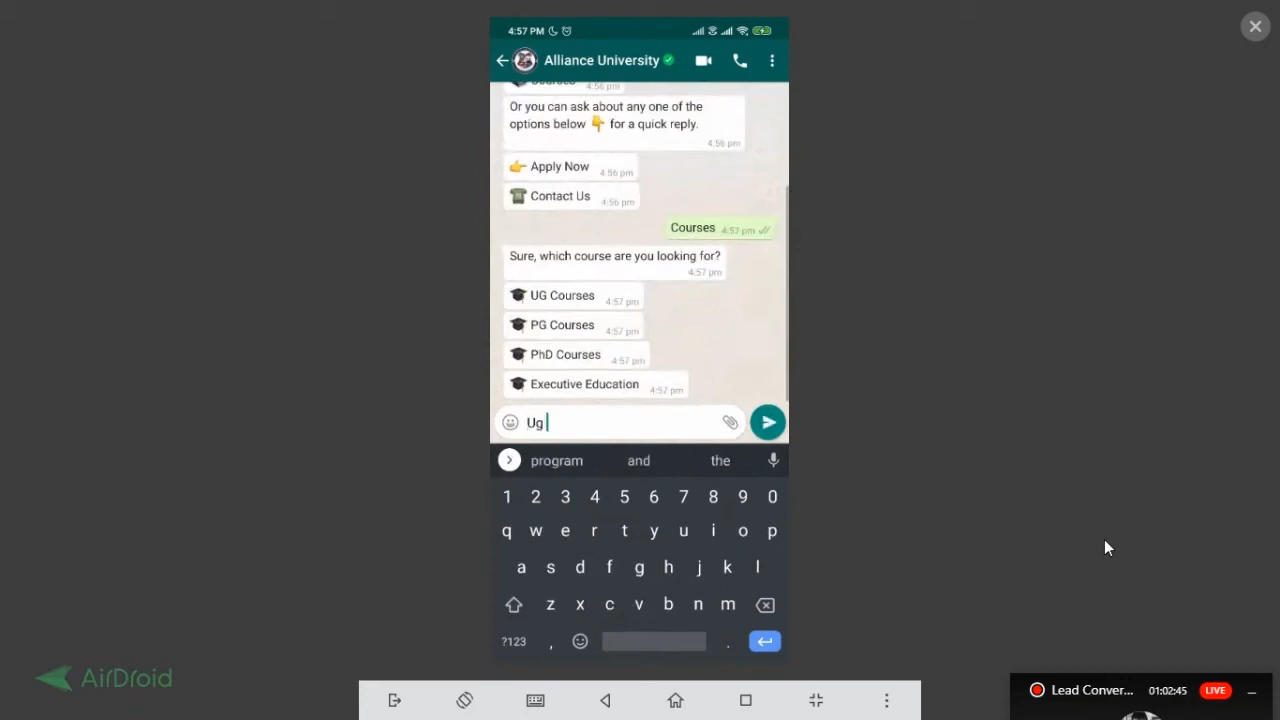 4:57 PM
Alliance University
Courses
4:56 pm
Or you can ask about any one of the
options below 👇 for a quick reply.
4:56 pm
👉 Apply Now 4:56 pm
Contact Us 4:56 pm
Courses 4:57 pm
Sure, which course are you looking for?
4:57 pm
🎓 UG Courses 4:57 pm
🎓 PG Courses 4:57 pm
🎓 PhD Courses 4:57 pm
🎓 Executive Education 4:57 pm
Ug
program and the
1 2 3 4 5 6 7 8 9 0
q w e r t y u i o p
a s d f g h j k l
z x c v b n m
?123 , .
AirDroid
Lead Conver... 01:02:45 LIVE